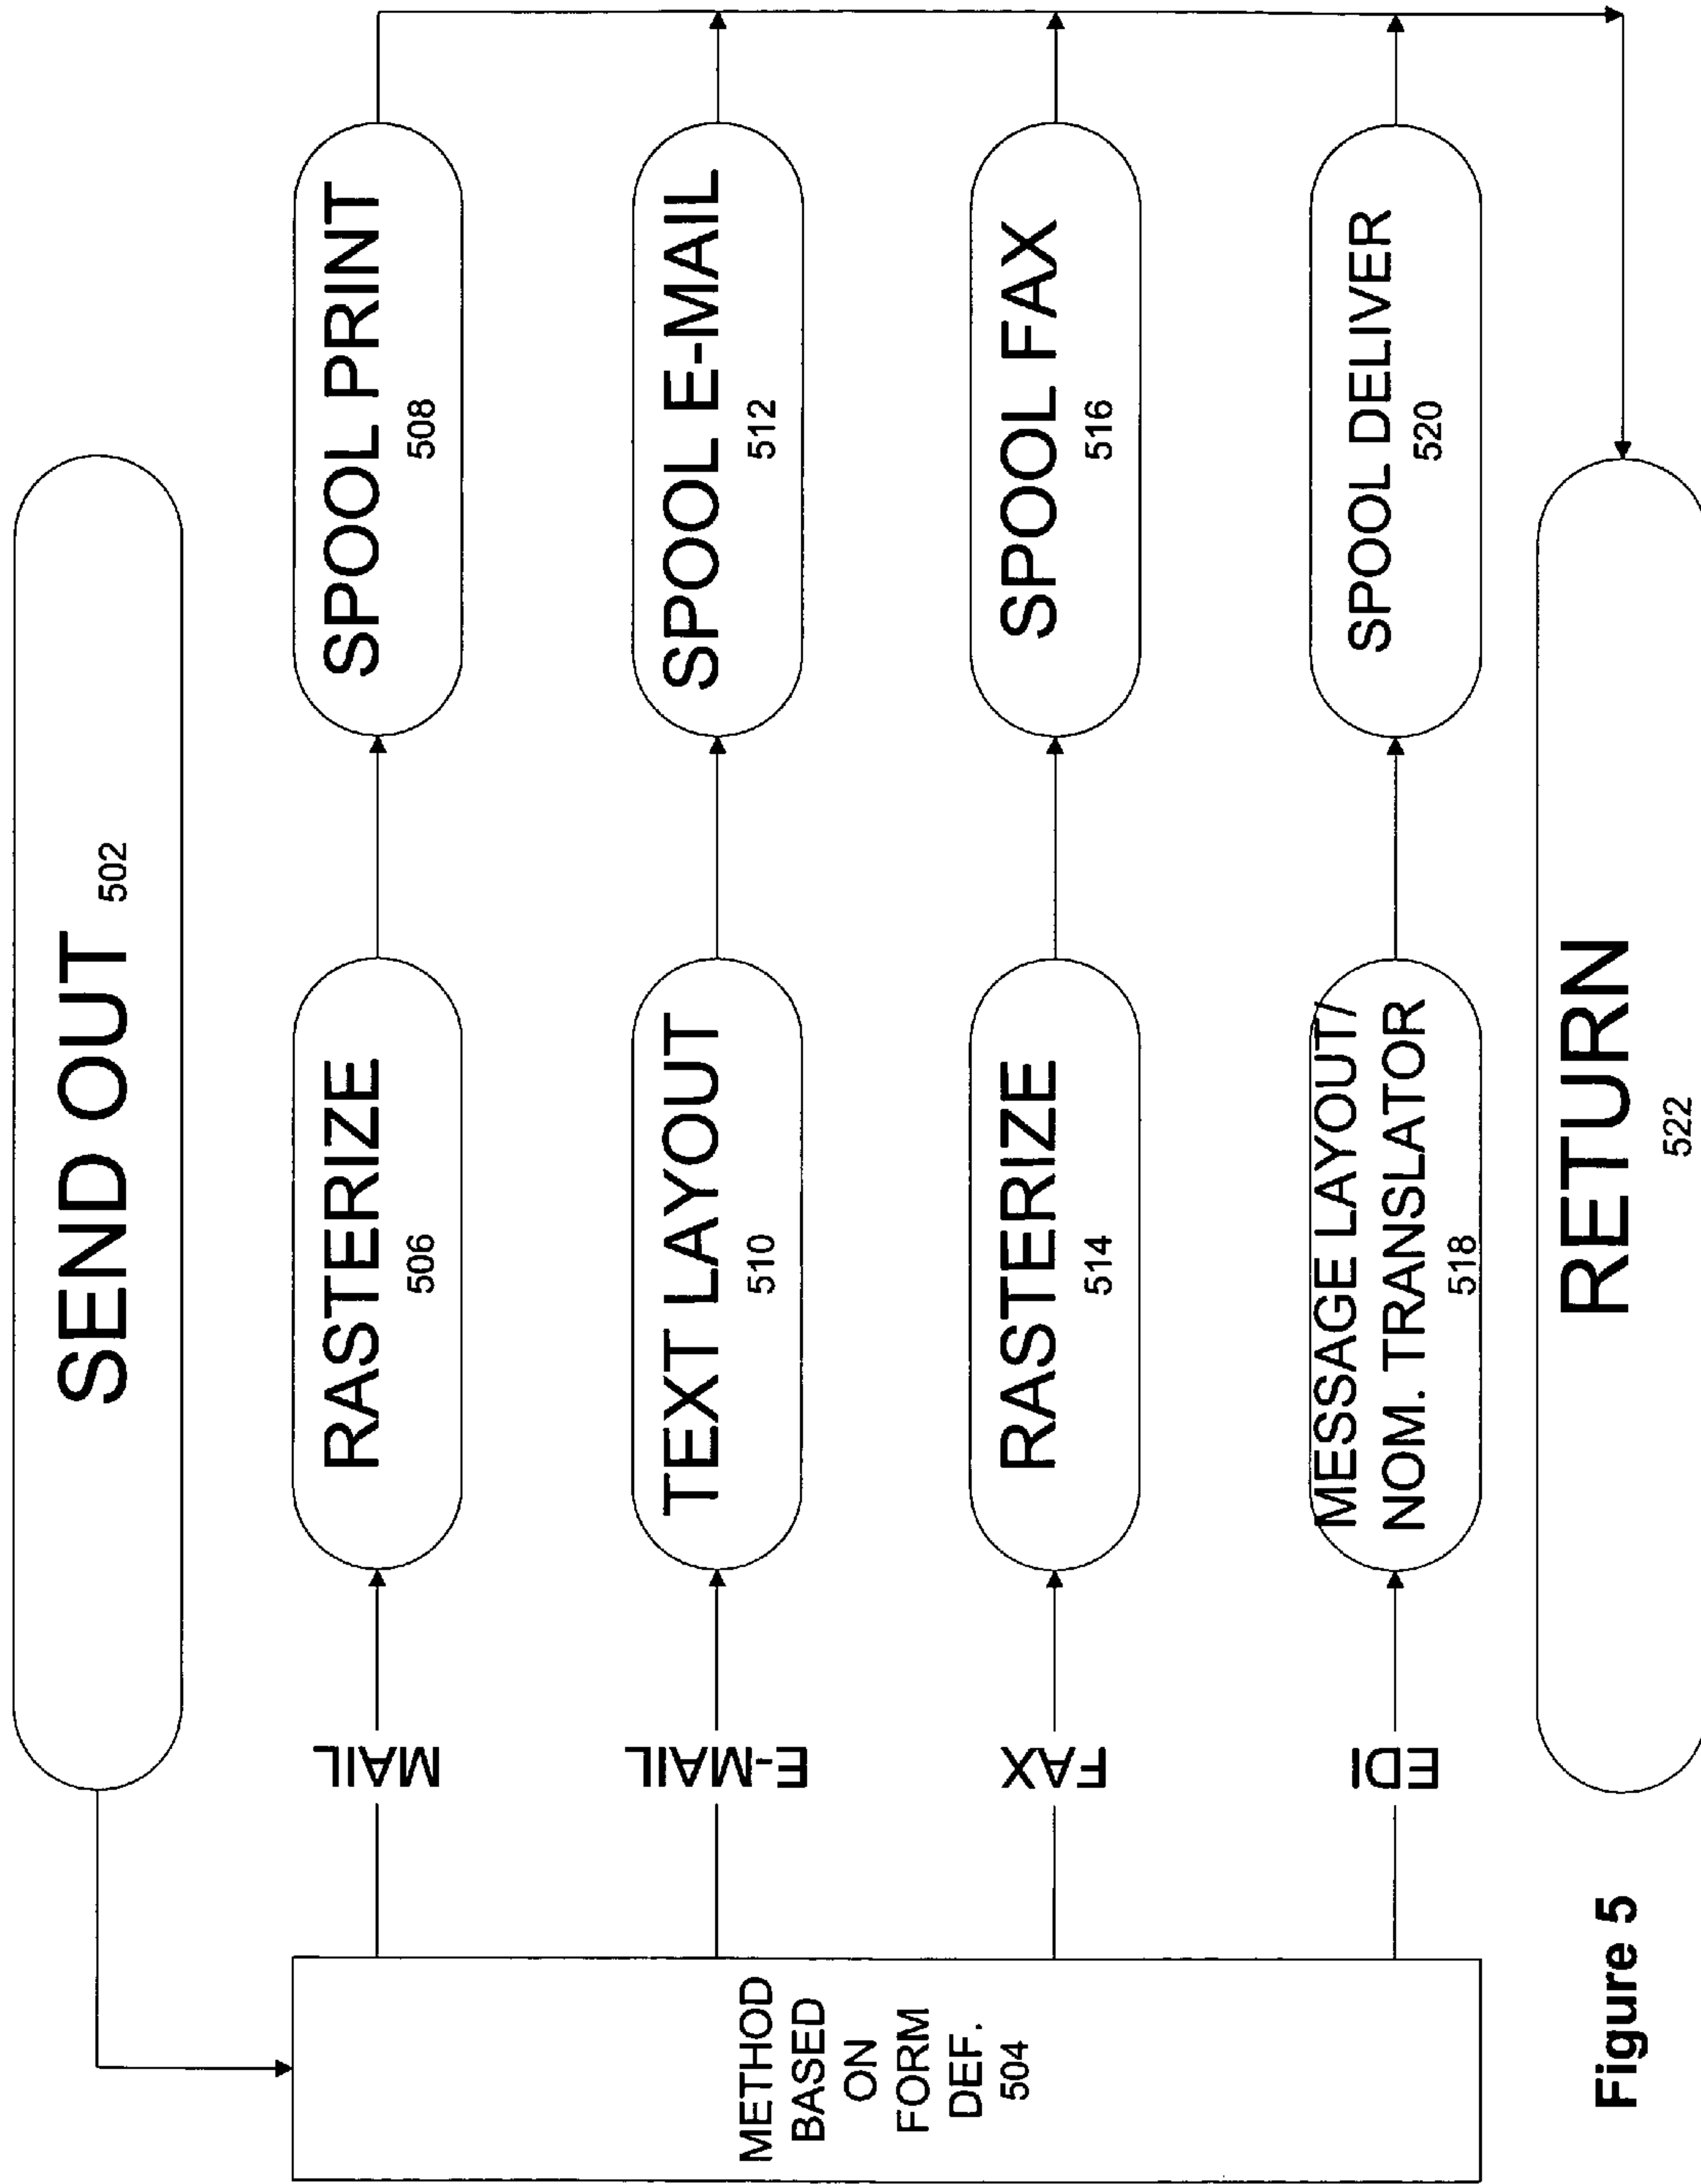 SEND OUT 502
METHOD
BASED
ON
FORM
DEF.
504
MAIL
RASTERIZE
506
SPOOL PRINT
508
E-MAIL
TEXT LAYOUT
510
SPOOL E-MAIL
512
FAX
RASTERIZE
514
SPOOL FAX
516
EDI
MESSAGE LAYOUT/
NOM. TRANSLATOR
518
SPOOL DELIVER
520
RETURN
522
Figure 5